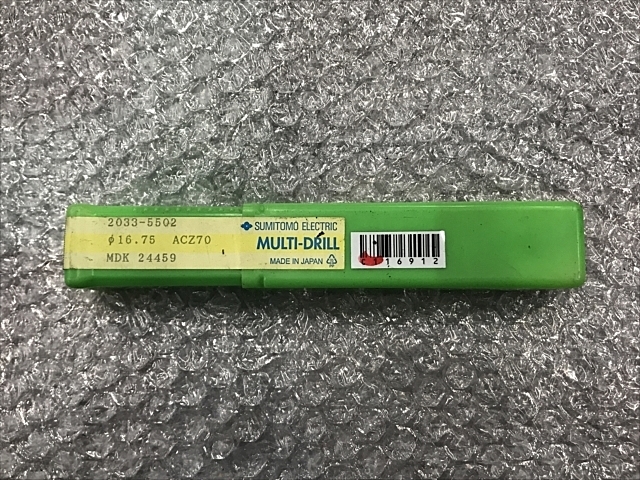 2033-5502
φ16.75 ACZ70
MDK 24459
SUMITOMO ELECTRIC
MULTI-DRILL
MADE IN JAPAN
16912